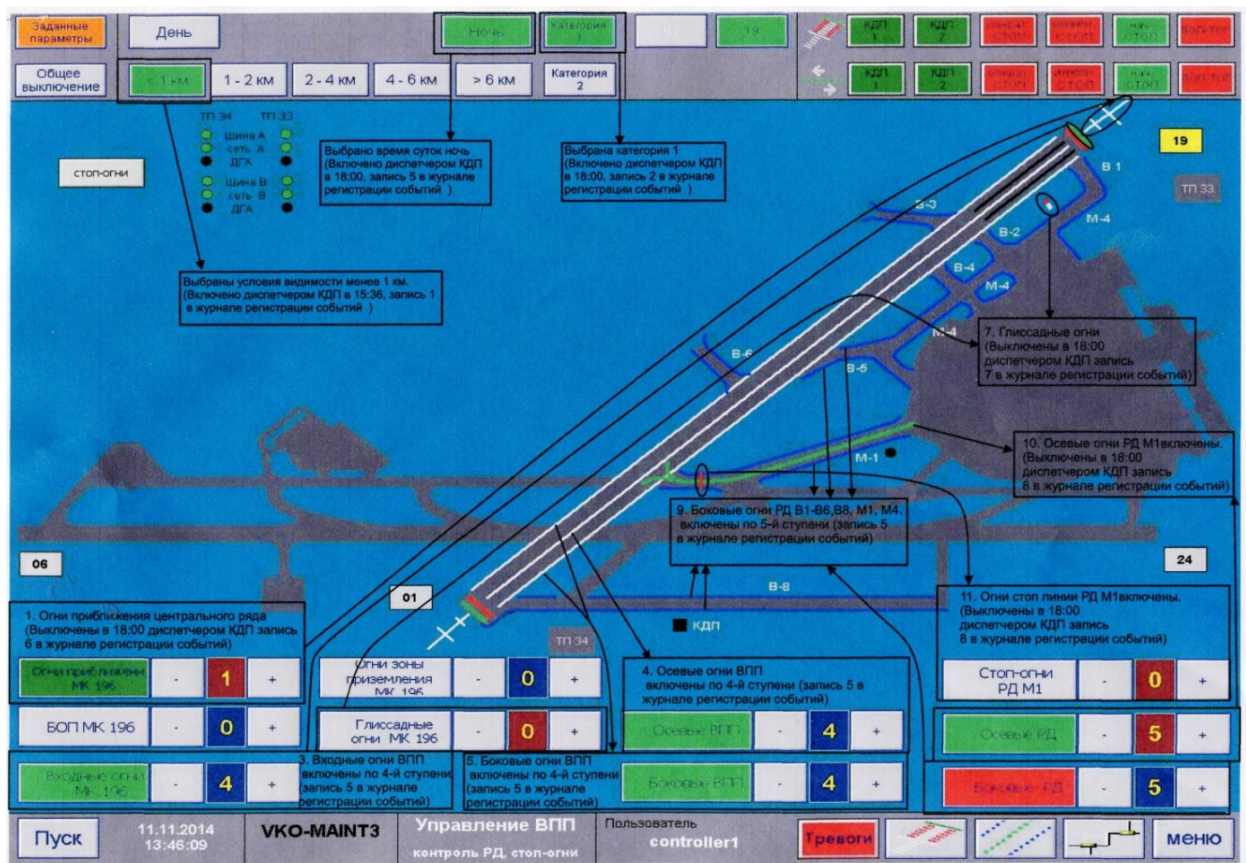 Заданные
параметры
День
Ночь
Категория
1
01
19
КДП
1
КДП
2
СТОП
СТОП
нач.
СТОП
Общее
выключение
< 1 км
1 - 2 км
2 - 4 км
4 - 6 км
> 6 км
Категория
2
КДП
1
КДП
2
СТОП
СТОП
нач.
СТОП
ТП 34 ТП 33
Шина А
сеть А
ДГА
Шина В
сеть В
ДГА
стоп-огни
Выбрано время суток ночь
(Включено диспетчером КДП
в 18:00, запись 5 в журнале
регистрации событий )
Выбрана категория 1
(Включено диспетчером КДП
в 18:00, запись 2 в журнале
регистрации событий )
19
В 1
ТП 33
В-3
М-4
В-2
В-4
М-4
Выбраны условия видимости менее 1 км.
(Включено диспетчером КДП в 15:36, запись 1
в журнале регистрации событий )
М-4
7. Глиссадные огни
(Выключены в 18:00
диспетчером КДП запись
7 в журнале регистрации событий)
В-6
В-5
10. Осевые огни РД М1включены.
(Выключены в 18:00
диспетчером КДП запись
8 в журнале регистрации событий)
М-1
9. Боковые огни РД В1-В6,В8, М1, М4.
включены по 5-й ступени (запись 5
в журнале регистрации событий)
06
24
01
В-8
КДП
ТП 34
1. Огни приближения центрального ряда
(Выключены в 18:00 диспетчером КДП запись
6 в журнале регистрации событий)
11. Огни стоп линии РД М1включены.
(Выключены в 18:00
диспетчером КДП запись
8 в журнале регистрации событий)
4. Осевые огни ВПП
включены по 4-й ступени (запись 5 в
журнале регистрации событий)
Огни приближени
МК 196
- 1 +
Огни зоны
приземления
МК 196
- 0 +
Стоп-огни
РД М1
- 0 +
БОП МК 196
- 0 +
Глиссадные
огни МК 196
- 0 +
Осевые ВПП
- 4 +
Осевые РД
- 5 +
Входные огни
МК 196
- 4 +
3. Входные огни ВПП
включены по 4-й ступени
(запись 5 в журнале
регистрации событий)
5. Боковые огни ВПП
включены по 4-й ступени
(запись 5 в журнале
регистрации событий)
Боковые ВПП
- 4 +
Боковые РД
- 5 +
Пуск
11.11.2014
13:46:09
VKO-MAINT3
Управление ВПП
контроль РД, стоп-огни
Пользователь
controller1
Тревоги
меню